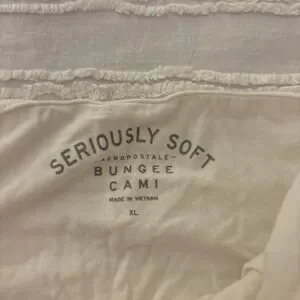 SERIOUSLY SOFT
AEROPOSTALE
BUNGEE
CAMI
MADE IN VIETNAM
XL